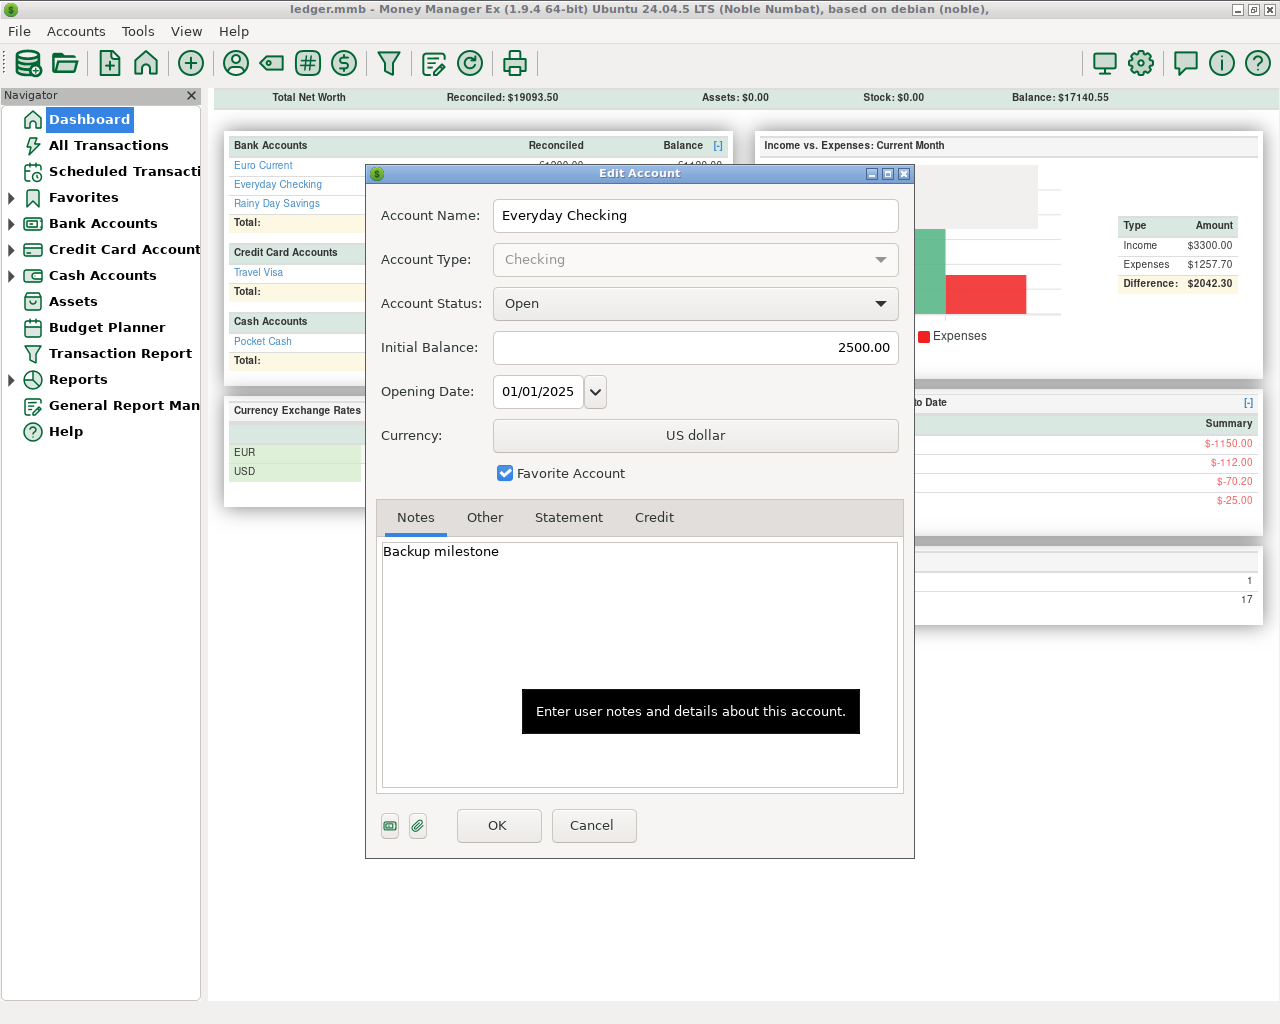 ledger.mmb - Money Manager Ex (1.9.4 64-bit) Ubuntu 24.04.5 LTS (Noble Numbat), based on debian (noble),
File Accounts Tools View Help
Navigator
Dashboard
All Transactions
Scheduled Transacti
Favorites
Bank Accounts
Credit Card Account
Cash Accounts
Assets
Budget Planner
Transaction Report
Reports
General Report Man
Help
Total Net Worth Reconciled: $19093.50 Assets: $0.00 Stock: $0.00 Balance: $17140.55
Bank Accounts Reconciled Balance [-]
Euro Current
Everyday Checking
Rainy Day Savings
Total:
Credit Card Accounts
Travel Visa
Total:
Cash Accounts
Pocket Cash
Total:
Currency Exchange Rates
EUR
USD
Income vs. Expenses: Current Month
Type Amount
Income $3300.00
Expenses $1257.70
Difference: $2042.30
Expenses
to Date [-]
Summary
$-1150.00
$-112.00
$-70.20
$-25.00
1
17
Edit Account
Account Name: Everyday Checking
Account Type: Checking
Account Status: Open
Initial Balance: 2500.00
Opening Date: 01/01/2025
Currency: US dollar
Favorite Account
Notes Other Statement Credit
Backup milestone
Enter user notes and details about this account.
OK Cancel